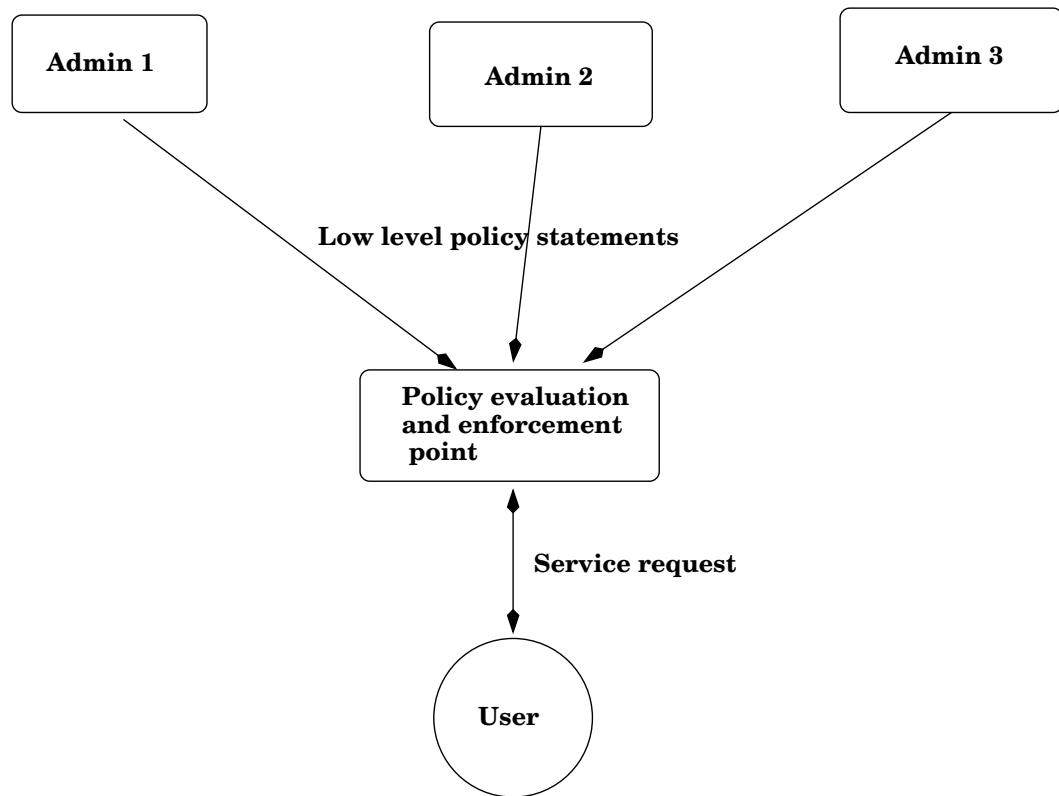 Admin 1
Admin 2
Admin 3
Low level policy statements
Policy evaluation
and enforcement
point
Service request
User